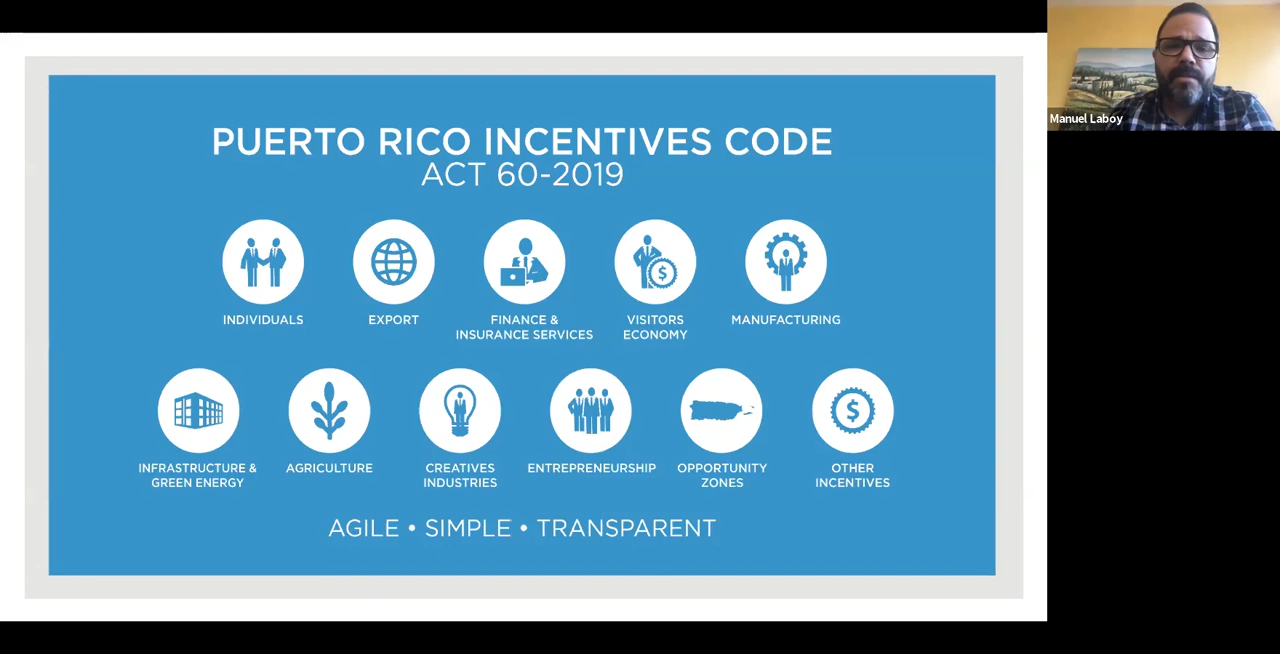 PUERTO RICO INCENTIVES CODE
ACT 60-2019
INDIVIDUALS
EXPORT
FINANCE &
INSURANCE SERVICES
VISITORS
ECONOMY
MANUFACTURING
INFRASTRUCTURE &
GREEN ENERGY
AGRICULTURE
CREATIVES
INDUSTRIES
ENTREPRENEURSHIP
OPPORTUNITY
ZONES
OTHER
INCENTIVES
AGILE • SIMPLE • TRANSPARENT
Manuel Laboy
$
$